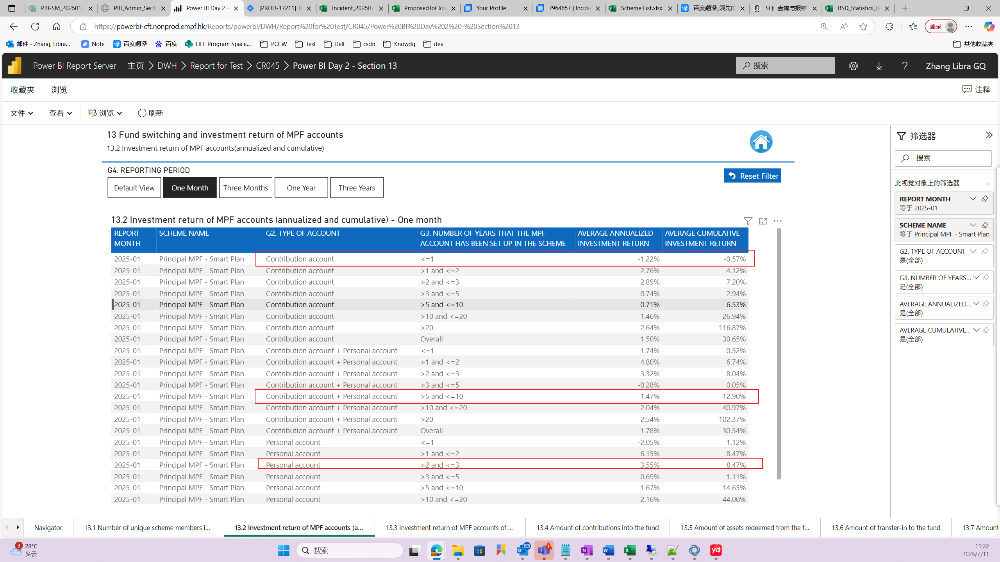 PBI-SM_202501_
PBI_Admin_Sec1
Power BI Day 2 -
[PROD-17211] T
Incident_202507
ProposedToClos
Your Profile
7964657 | Incide
Scheme List.xlsx
百度翻译_领先的
SQL 查询与报错
RSD_Statistics_R
https://powerbi-cft.nonprod.empf.hk/Reports/powerbi/DWH/Report%20for%20Test/CR045/Power%20BI%20Day%202%20-%20Section%2013
登录
邮件 - Zhang, Libra...
Note
译 百度翻译
百度
LIFE Program Space...
PCCW
Test
Dell
csdn
Knowdg
dev
其他收藏夹
Power BI Report Server 主页 > DWH > Report for Test > CR045 > Power BI Day 2 - Section 13
搜索
Zhang Libra GQ
收藏夹 浏览
注释
文件 查看 浏览 刷新
13 Fund switching and investment return of MPF accounts
13.2 Investment return of MPF accounts(annualized and cumulative)
G4. REPORTING PERIOD
Reset Filter
Default View One Month Three Months One Year Three Years
13.2 Investment return of MPF accounts (annualized and cumulative) - One month
REPORT MONTH SCHEME NAME G2. TYPE OF ACCOUNT G3. NUMBER OF YEARS THAT THE MPF ACCOUNT HAS BEEN SET UP IN THE SCHEME AVERAGE ANNUALIZED INVESTMENT RETURN AVERAGE CUMULATIVE INVESTMENT RETURN
2025-01 Principal MPF - Smart Plan Contribution account <=1 -1.22% -0.57%
2025-01 Principal MPF - Smart Plan Contribution account >1 and <=2 2.76% 4.12%
2025-01 Principal MPF - Smart Plan Contribution account >2 and <=3 2.89% 7.20%
2025-01 Principal MPF - Smart Plan Contribution account >3 and <=5 0.74% 2.94%
2025-01 Principal MPF - Smart Plan Contribution account >5 and <=10 0.71% 6.53%
2025-01 Principal MPF - Smart Plan Contribution account >10 and <=20 1.46% 26.94%
2025-01 Principal MPF - Smart Plan Contribution account >20 2.64% 116.87%
2025-01 Principal MPF - Smart Plan Contribution account Overall 1.50% 30.65%
2025-01 Principal MPF - Smart Plan Contribution account + Personal account <=1 -1.74% 0.52%
2025-01 Principal MPF - Smart Plan Contribution account + Personal account >1 and <=2 4.80% 6.74%
2025-01 Principal MPF - Smart Plan Contribution account + Personal account >2 and <=3 3.32% 8.04%
2025-01 Principal MPF - Smart Plan Contribution account + Personal account >3 and <=5 -0.28% 0.05%
2025-01 Principal MPF - Smart Plan Contribution account + Personal account >5 and <=10 1.47% 12.90%
2025-01 Principal MPF - Smart Plan Contribution account + Personal account >10 and <=20 2.04% 40.97%
2025-01 Principal MPF - Smart Plan Contribution account + Personal account >20 2.54% 102.37%
2025-01 Principal MPF - Smart Plan Contribution account + Personal account Overall 1.78% 30.54%
2025-01 Principal MPF - Smart Plan Personal account <=1 -2.05% 1.12%
2025-01 Principal MPF - Smart Plan Personal account >1 and <=2 6.15% 8.47%
2025-01 Principal MPF - Smart Plan Personal account >2 and <=3 3.55% 8.47%
2025-01 Principal MPF - Smart Plan Personal account >3 and <=5 -0.69% -1.11%
2025-01 Principal MPF - Smart Plan Personal account >5 and <=10 1.67% 14.65%
2025-01 Principal MPF - Smart Plan Personal account >10 and <=20 2.16% 44.00%
筛选器
搜索
此视觉对象上的筛选器
REPORT MONTH
等于 2025-01
SCHEME NAME
等于 Principal MPF - Smart Plan
G2. TYPE OF ACCOUNT
是(全部)
G3. NUMBER OF YEARS...
是(全部)
AVERAGE ANNUALIZED...
是(全部)
AVERAGE CUMULATIVE...
是(全部)
Navigator
13.1 Number of unique scheme members i...
13.2 Investment return of MPF accounts (a...
13.3 Investment return of MPF accounts of ...
13.4 Amount of contributions into the fund
13.5 Amount of assets redeemed from the f...
13.6 Amount of transfer-in to the fund
13.7 Amount
3
28°C
多云
搜索
yd
11:22
2025/7/11